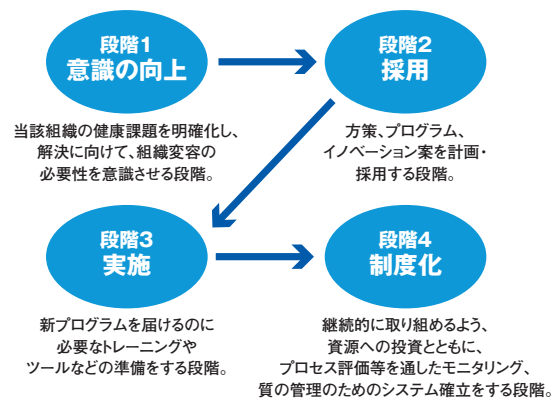 段階1
意識の向上
当該組織の健康課題を明確化し、
解決に向けて、組織変容の
必要性を意識させる段階。
段階2
採用
方策、プログラム、
イノベーション案を計画・
採用する段階。
段階3
実施
新プログラムを届けるのに
必要なトレーニングや
ツールなどの準備をする段階。
段階4
制度化
継続的に取り組めるよう、
資源への投資とともに、
プロセス評価等を通したモニタリング、
質の管理のためのシステム確立をする段階。